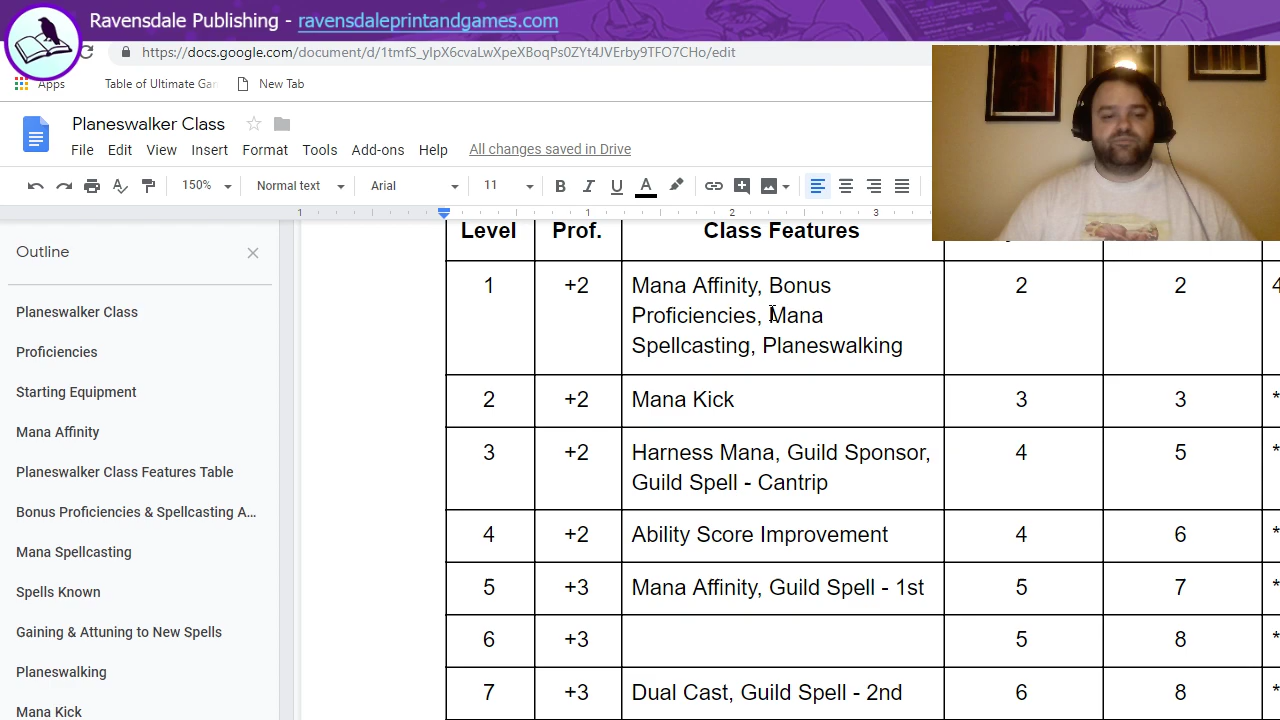 Ravensdale Publishing - ravensdaleprintandgames.com
https://docs.google.com/document/d/1tmfS_yIpX6cvaLwXpeXBoqPs0ZYt4JVErby9TFO7CHo/edit
Apps Table of Ultimate Gar New Tab
Planeswalker Class
File Edit View Insert Format Tools Add-ons Help All changes saved in Drive
150% Normal text Arial 11
1 1 2 3
Outline
Planeswalker Class
Proficiencies
Starting Equipment
Mana Affinity
Planeswalker Class Features Table
Bonus Proficiencies & Spellcasting A...
Mana Spellcasting
Spells Known
Gaining & Attuning to New Spells
Planeswalking
Mana Kick
Level Prof. Class Features
1 +2 Mana Affinity, Bonus 2 2 4
Proficiencies, Mana
Spellcasting, Planeswalking
2 +2 Mana Kick 3 3 *
3 +2 Harness Mana, Guild Sponsor, 4 5 *
Guild Spell - Cantrip
4 +2 Ability Score Improvement 4 6 *
5 +3 Mana Affinity, Guild Spell - 1st 5 7 *
6 +3 5 8 *
7 +3 Dual Cast, Guild Spell - 2nd 6 8 *